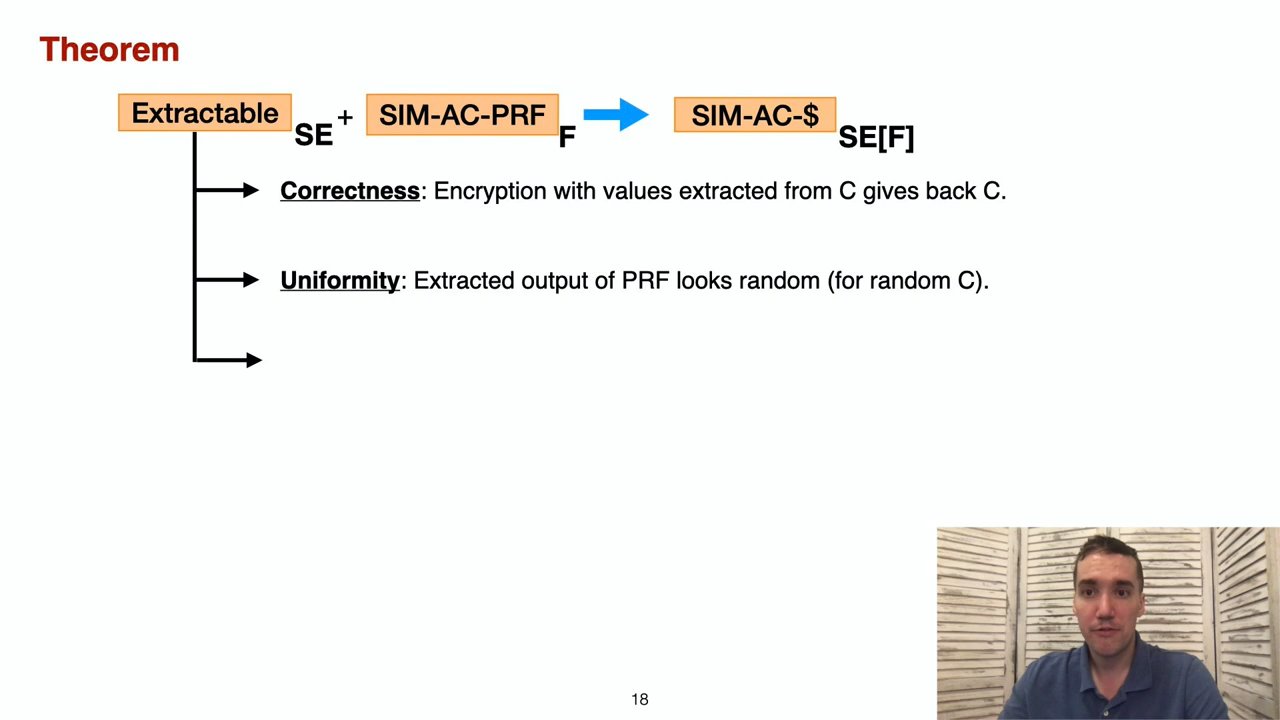 Theorem
Extractable SE + SIM-AC-PRF F SIM-AC-$ SE[F]
Correctness: Encryption with values extracted from C gives back C.
Uniformity: Extracted output of PRF looks random (for random C).
18